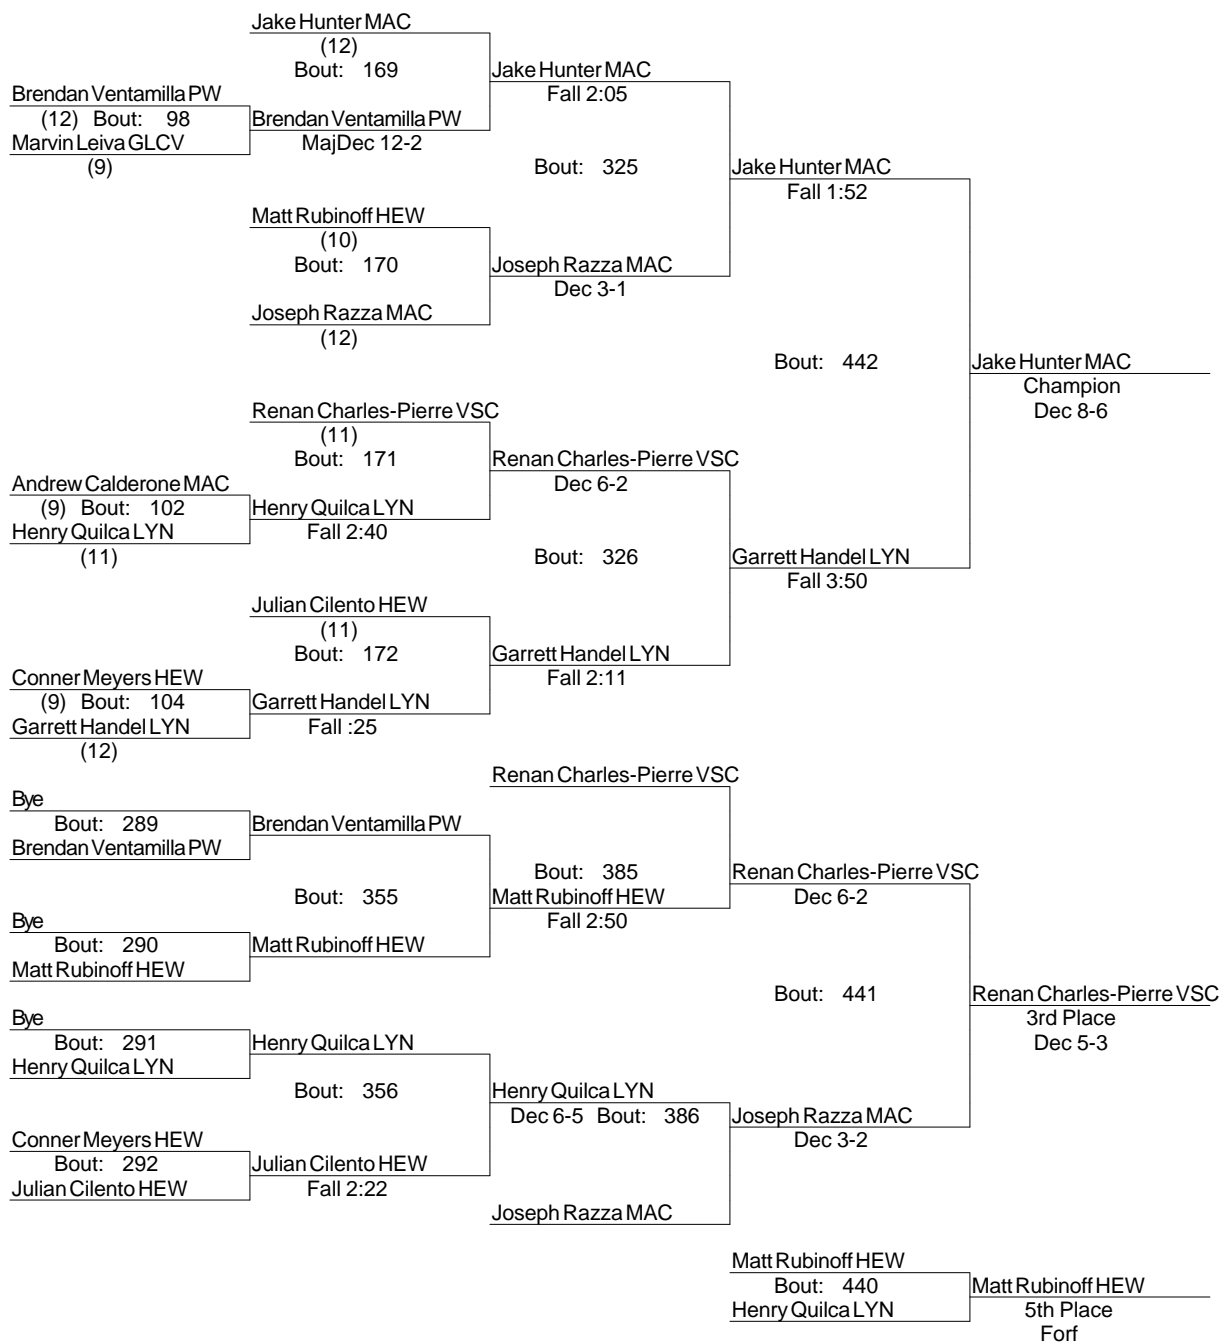 Jake Hunter MAC
(12)
Bout: 169
Jake Hunter MAC
Fall 2:05
Brendan Ventamilla PW
(12) Bout: 98
Brendan Ventamilla PW
MajDec 12-2
Marvin Leiva GLCV
(9)
Bout: 325
Jake Hunter MAC
Fall 1:52
Matt Rubinoff HEW
(10)
Bout: 170
Joseph Razza MAC
Dec 3-1
Joseph Razza MAC
(12)
Bout: 442
Jake Hunter MAC
Champion
Dec 8-6
Renan Charles-Pierre VSC
(11)
Bout: 171
Renan Charles-Pierre VSC
Dec 6-2
Andrew Calderone MAC
(9) Bout: 102
Henry Quilca LYN
Fall 2:40
Henry Quilca LYN
(11)
Bout: 326
Garrett Handel LYN
Fall 3:50
Julian Cilento HEW
(11)
Bout: 172
Garrett Handel LYN
Fall 2:11
Conner Meyers HEW
(9) Bout: 104
Garrett Handel LYN
Fall :25
Garrett Handel LYN
(12)
Renan Charles-Pierre VSC
Bye
Bout: 289
Brendan Ventamilla PW
Brendan Ventamilla PW
Bout: 385
Renan Charles-Pierre VSC
Dec 6-2
Bout: 355
Matt Rubinoff HEW
Fall 2:50
Bye
Bout: 290
Matt Rubinoff HEW
Matt Rubinoff HEW
Bout: 441
Renan Charles-Pierre VSC
3rd Place
Dec 5-3
Bye
Bout: 291
Henry Quilca LYN
Henry Quilca LYN
Bout: 356
Henry Quilca LYN
Dec 6-5 Bout: 386
Joseph Razza MAC
Dec 3-2
Conner Meyers HEW
Bout: 292
Julian Cilento HEW
Fall 2:22
Julian Cilento HEW
Joseph Razza MAC
Matt Rubinoff HEW
Bout: 440
Matt Rubinoff HEW
5th Place
Forf
Henry Quilca LYN